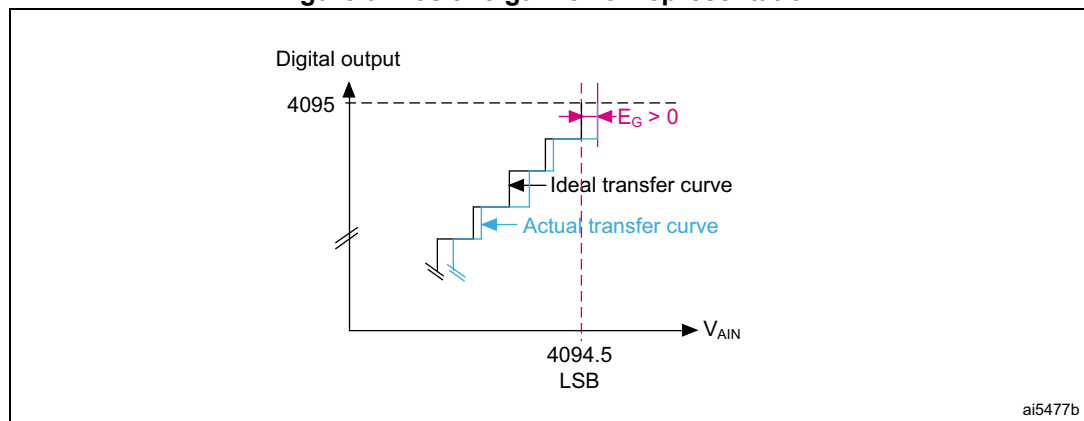 Digital output
4095
E_G > 0
Ideal transfer curve
Actual transfer curve
V_AIN
4094.5
LSB
ai5477b